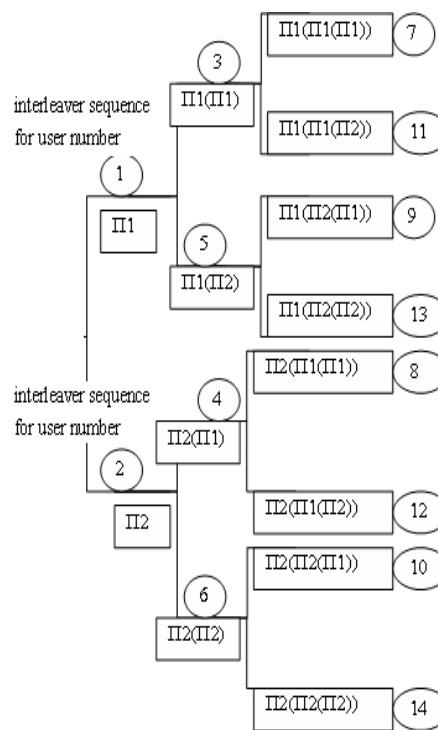 Π1(Π1(Π1))
7
3
Π1(Π1)
interleaver sequence
for user number
Π1(Π1(Π2))
11
1
Π1
5
Π1(Π2)
Π1(Π2(Π1))
9
Π1(Π2(Π2))
13
Π2(Π1(Π1))
8
interleaver sequence
for user number
4
Π2(Π1)
2
Π2
Π2(Π1(Π2))
12
Π2(Π2(Π1))
10
6
Π2(Π2)
Π2(Π2(Π2))
14